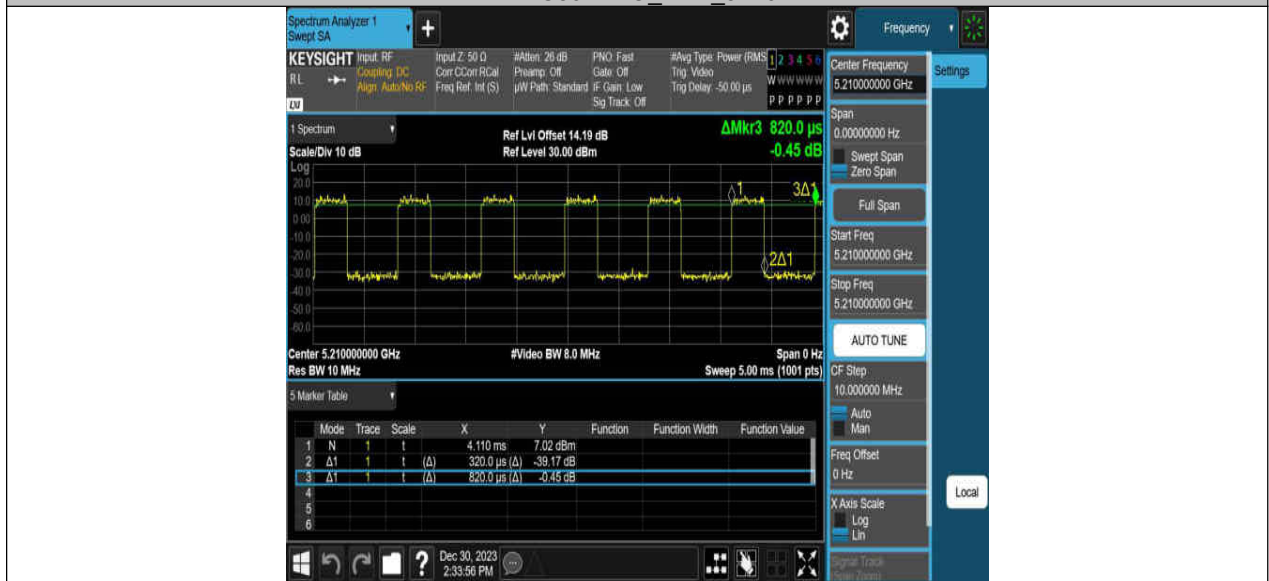 Spectrum Analyzer 1
Swept SA
+
Frequency
KEYSIGHT
RL
LXI
Input: RF
Coupling: DC
Align: Auto/No RF
Input Z: 50 Ω
Corr CCorr RCal
Freq Ref: Int (S)
#Atten: 26 dB
Preamp: Off
µW Path: Standard
PNO: Fast
Gate: Off
IF Gain: Low
Sig Track: Off
#Avg Type: Power (RMS
Trig: Video
Trig Delay: -50.00 µs
1 2 3 4 5 6
W W W W W W
P P P P P P
1 Spectrum
Scale/Div 10 dB
Ref Lvl Offset 14.19 dB
Ref Level 30.00 dBm
ΔMkr3 820.0 µs
-0.45 dB
Log
20.0
10.0
0.00
-10.0
-20.0
-30.0
-40.0
-50.0
-60.0
1
3Δ1
2Δ1
Center 5.210000000 GHz
#Video BW 8.0 MHz
Span 0 Hz
Res BW 10 MHz
Sweep 5.00 ms (1001 pts)
5 Marker Table
Mode Trace Scale X Y Function Function Width Function Value
1 N 1 t 4.110 ms 7.02 dBm
2 Δ1 1 t (Δ) 320.0 µs (Δ) -39.17 dB
3 Δ1 1 t (Δ) 820.0 µs (Δ) -0.45 dB
4
5
6
Dec 30, 2023
2:33:56 PM
Center Frequency
5.210000000 GHz
Settings
Span
0.00000000 Hz
Swept Span
Zero Span
Full Span
Start Freq
5.210000000 GHz
Stop Freq
5.210000000 GHz
AUTO TUNE
CF Step
10.000000 MHz
Auto
Man
Freq Offset
0 Hz
X Axis Scale
Log
Lin
Signal Track
(Span Zoom)
Local